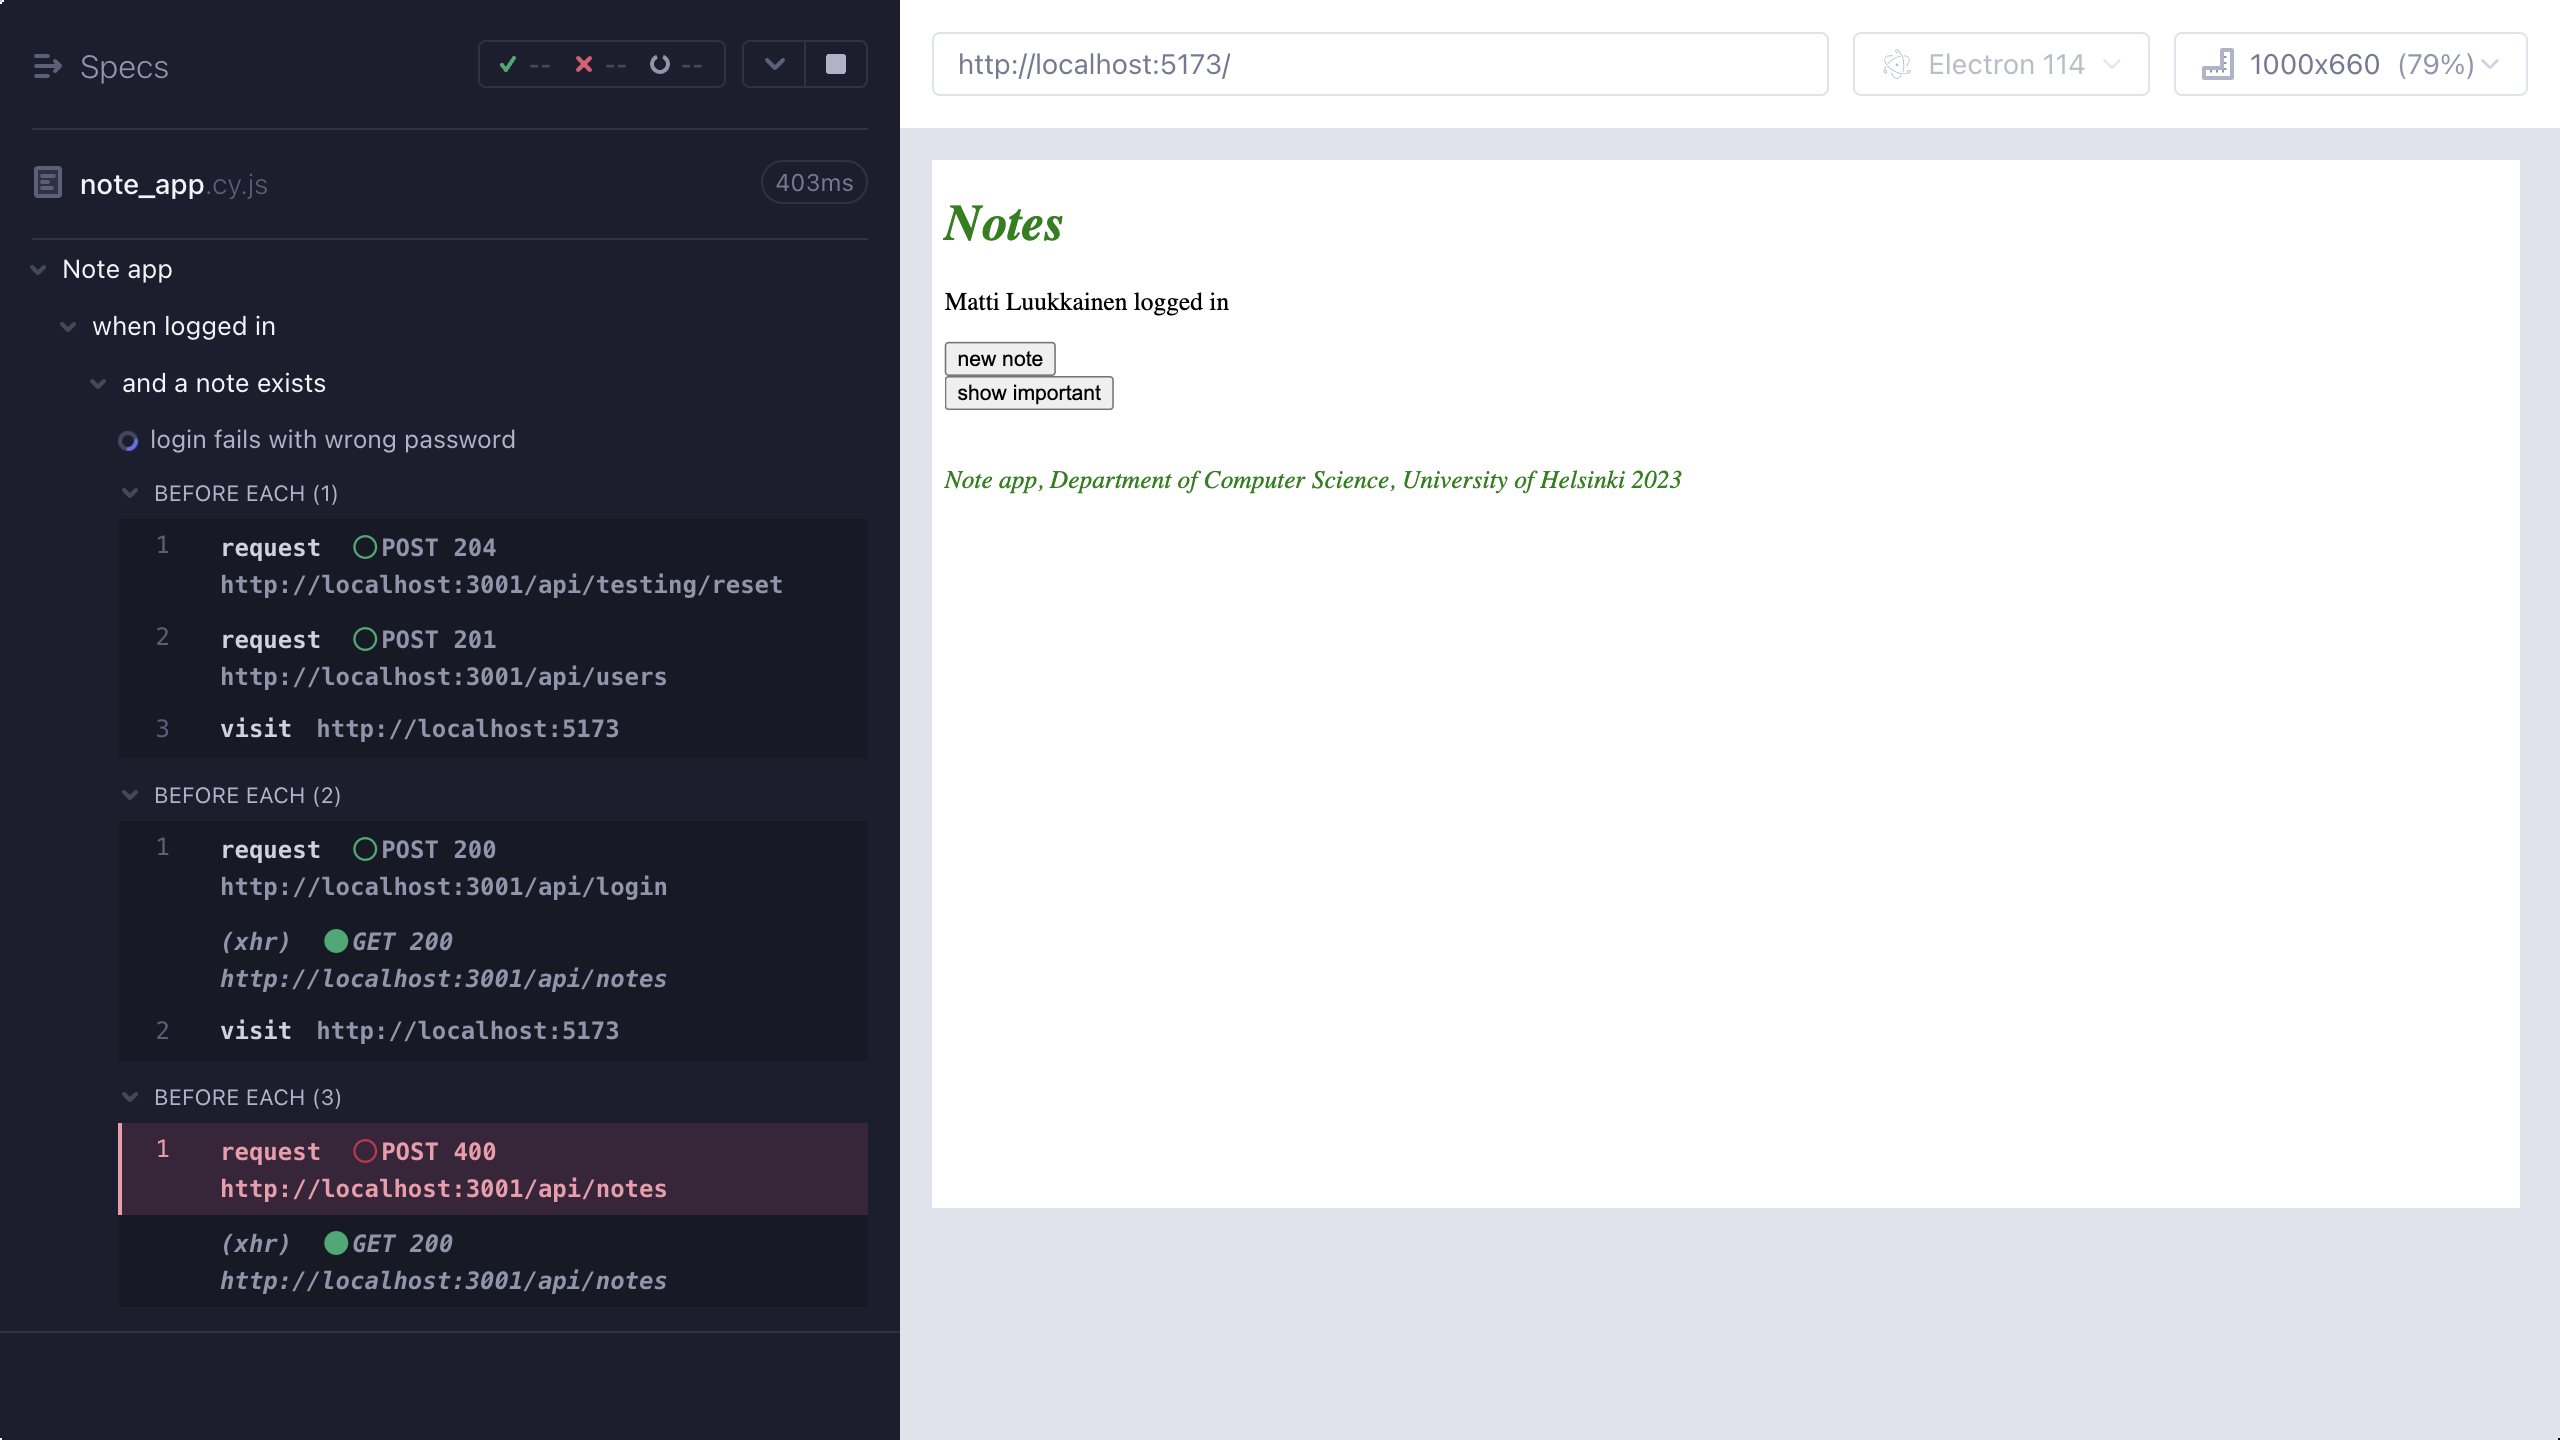 Specs
-- -- --
note_app.cy.js
403ms
Note app
when logged in
and a note exists
login fails with wrong password
BEFORE EACH (1)
1 request POST 204
http://localhost:3001/api/testing/reset
2 request POST 201
http://localhost:3001/api/users
3 visit http://localhost:5173
BEFORE EACH (2)
1 request POST 200
http://localhost:3001/api/login
(xhr) GET 200
http://localhost:3001/api/notes
2 visit http://localhost:5173
BEFORE EACH (3)
1 request POST 400
http://localhost:3001/api/notes
(xhr) GET 200
http://localhost:3001/api/notes
http://localhost:5173/
Electron 114
1000x660 (79%)
Notes
Matti Luukkainen logged in
new note
show important
Note app, Department of Computer Science, University of Helsinki 2023